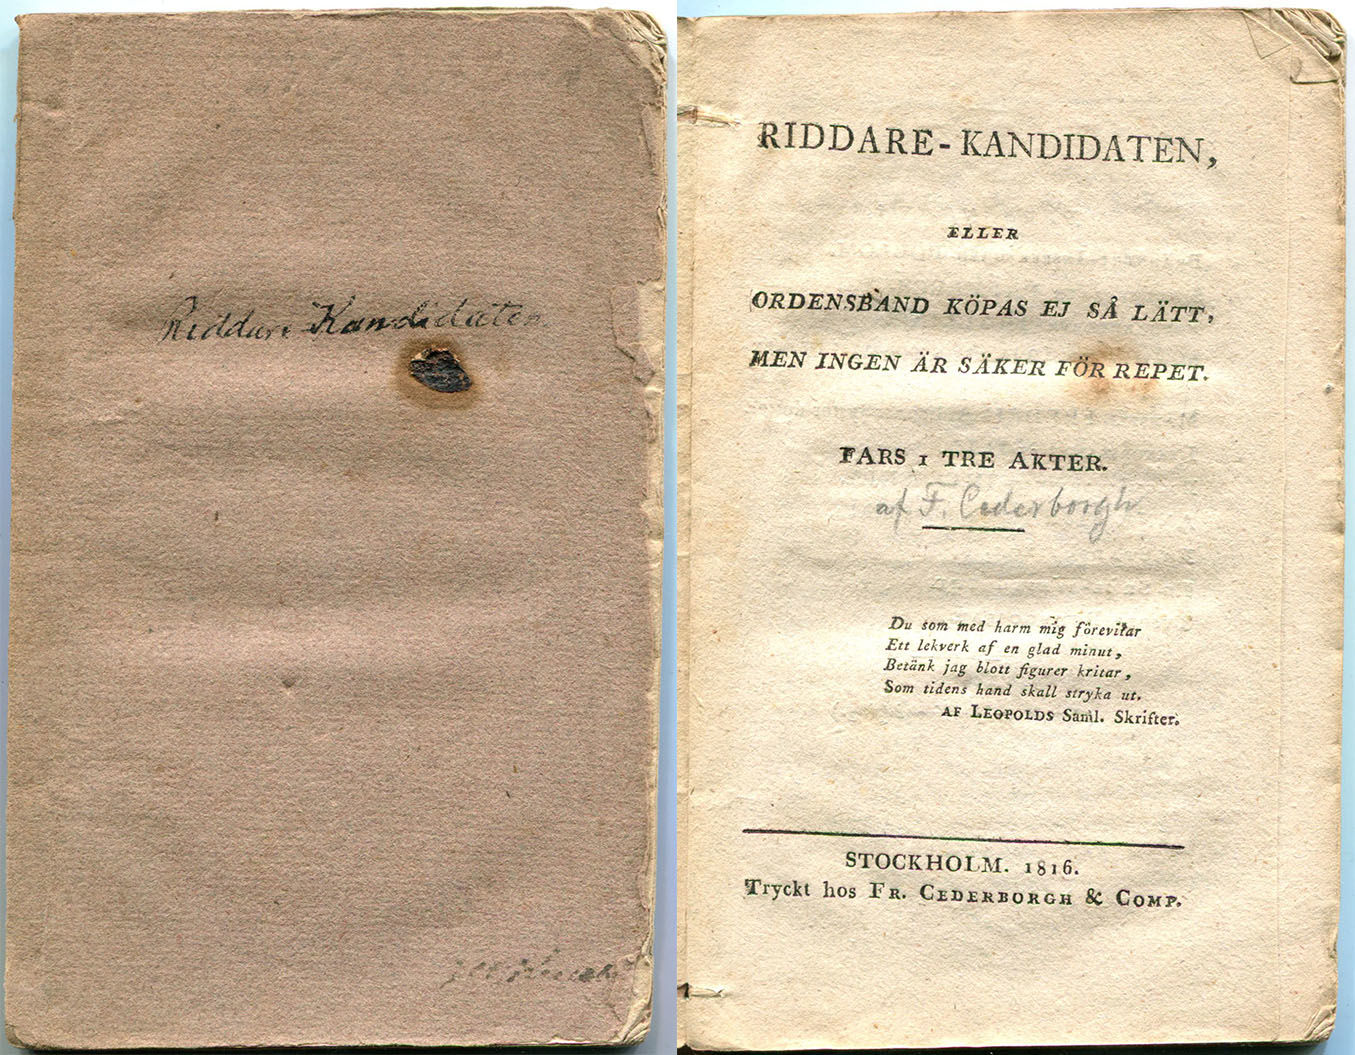 Riddare Kandidaten
RIDDARE-KANDIDATEN,
ELLER
ORDENSBAND KÖPAS EJ SÅ LÄTT,
MEN INGEN ÄR SÄKER FÖR REPET.
FARS I TRE AKTER.
af F. Cederborgh
Du som med harm mig förevitar
Ett lekverk af en glad minut,
Betänk jag blott figurer kritar,
Som tidens hand skall stryka ut.
AF LEOPOLDS Saml. Skrifter.
STOCKHOLM. 1816.
Tryckt hos FR. CEDERBORGH & COMP.